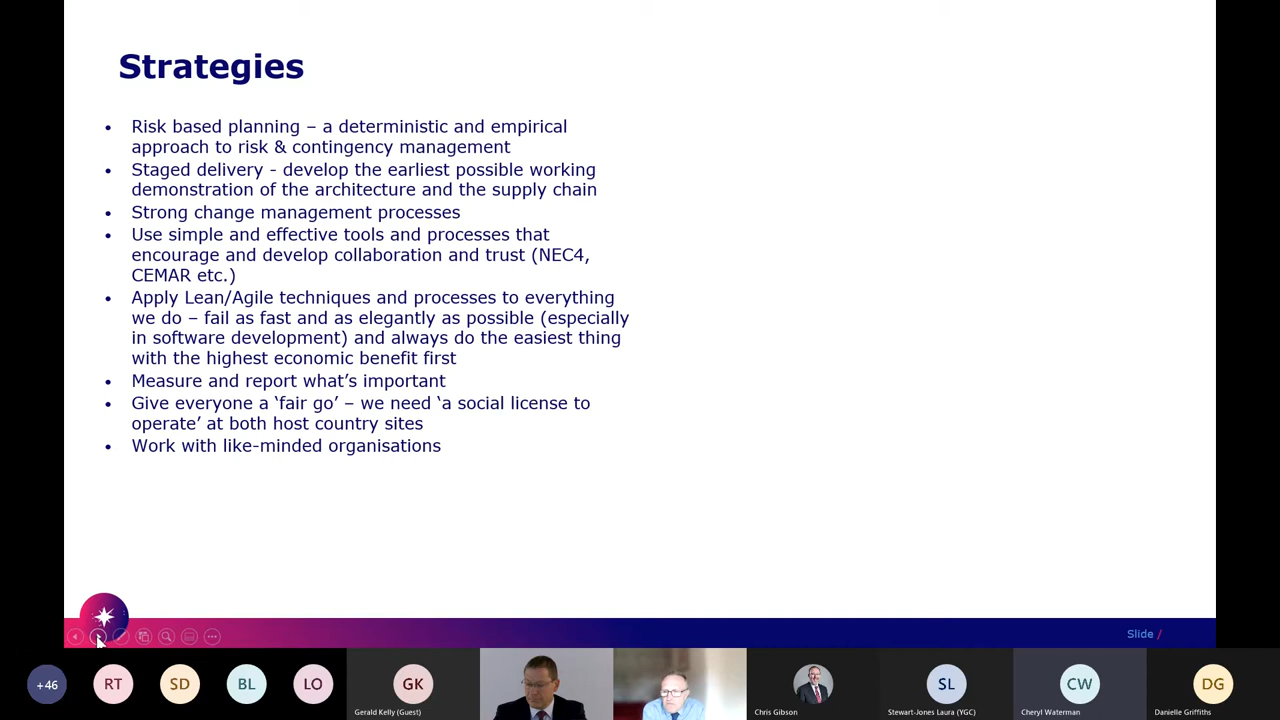 Strategies
• Risk based planning – a deterministic and empirical
approach to risk & contingency management
• Staged delivery - develop the earliest possible working
demonstration of the architecture and the supply chain
• Strong change management processes
• Use simple and effective tools and processes that
encourage and develop collaboration and trust (NEC4,
CEMAR etc.)
• Apply Lean/Agile techniques and processes to everything
we do – fail as fast and as elegantly as possible (especially
in software development) and always do the easiest thing
with the highest economic benefit first
• Measure and report what’s important
• Give everyone a ‘fair go’ – we need ‘a social license to
operate’ at both host country sites
• Work with like-minded organisations
Slide /
+46
RT
SD
BL
LO
GK
SL
CW
DG
Gerald Kelly (Guest)
Chris Gibson
Stewart-Jones Laura (YGC)
Cheryl Waterman
Danielle Griffiths